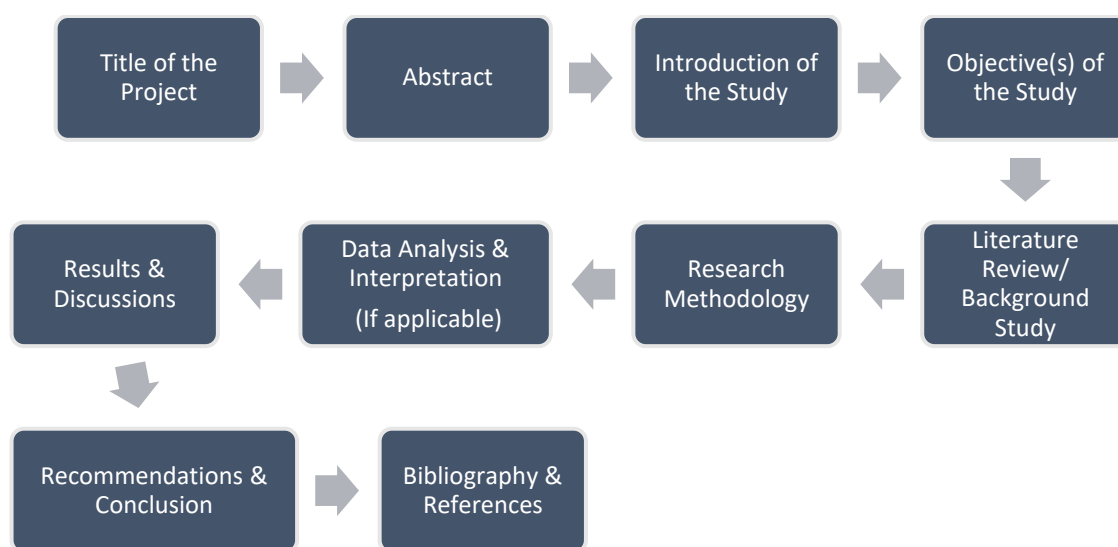 Title of the
Project
Abstract
Introduction of
the Study
Objective(s) of
the Study
Literature
Review/
Background
Study
Research
Methodology
Data Analysis &
Interpretation
(If applicable)
Results &
Discussions
Recommendations &
Conclusion
Bibliography &
References